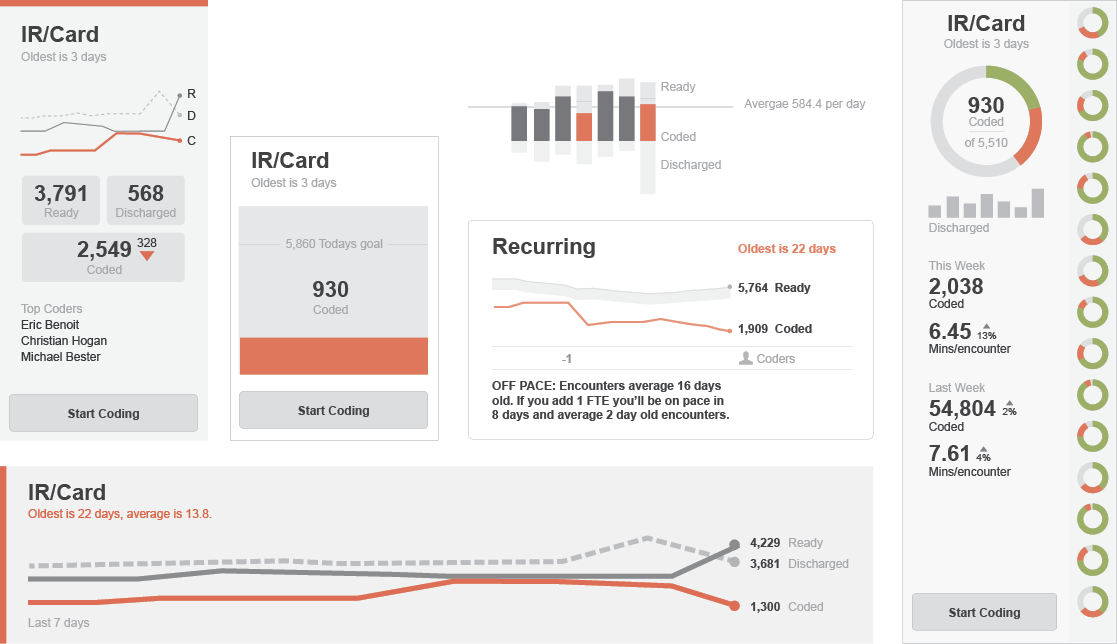 IR/Card
Oldest is 3 days
R
D
C
3,791
Ready
568
Discharged
2,549 328
Coded
Top Coders
Eric Benoit
Christian Hogan
Michael Bester
Start Coding
IR/Card
Oldest is 3 days
5,860 Todays goal
930
Coded
Start Coding
Ready
Avergae 584.4 per day
Coded
Discharged
Recurring
Oldest is 22 days
5,764 Ready
1,909 Coded
-1
Coders
OFF PACE: Encounters average 16 days
old. If you add 1 FTE you'll be on pace in
8 days and average 2 day old encounters.
IR/Card
Oldest is 22 days, average is 13.8.
4,229 Ready
3,681 Discharged
1,300 Coded
Last 7 days
IR/Card
Oldest is 3 days
930
Coded
of 5,510
Discharged
This Week
2,038
Coded
6.45 13%
Mins/encounter
Last Week
54,804 2%
Coded
7.61 4%
Mins/encounter
Start Coding